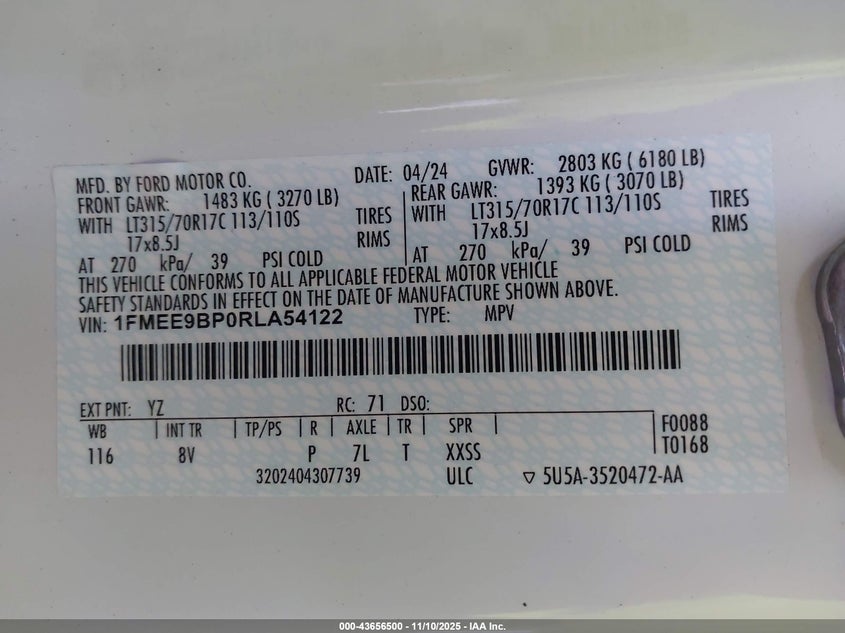 MFD. BY FORD MOTOR CO. DATE: 04/24 GVWR: 2803 KG ( 6180 LB)
FRONT GAWR: 1483 KG ( 3270 LB) REAR GAWR: 1393 KG ( 3070 LB)
WITH LT315/70R17C 113/110S TIRES WITH LT315/70R17C 113/110S TIRES
17x8.5J RIMS 17x8.5J RIMS
AT 270 kPa/ 39 PSI COLD AT 270 kPa/ 39 PSI COLD
THIS VEHICLE CONFORMS TO ALL APPLICABLE FEDERAL MOTOR VEHICLE
SAFETY STANDARDS IN EFFECT ON THE DATE OF MANUFACTURE SHOWN ABOVE.
VIN: 1FMEE9BP0RLA54122 TYPE: MPV
EXT PNT: YZ RC: 71 DSO:
WB INT TR TP/PS R AXLE TR SPR F0088
116 8V P 7L T XXSS T0168
3202404307739 ULC ▽ 5U5A-3520472-AA
000-43656500 - 11/10/2025 - IAA Inc.